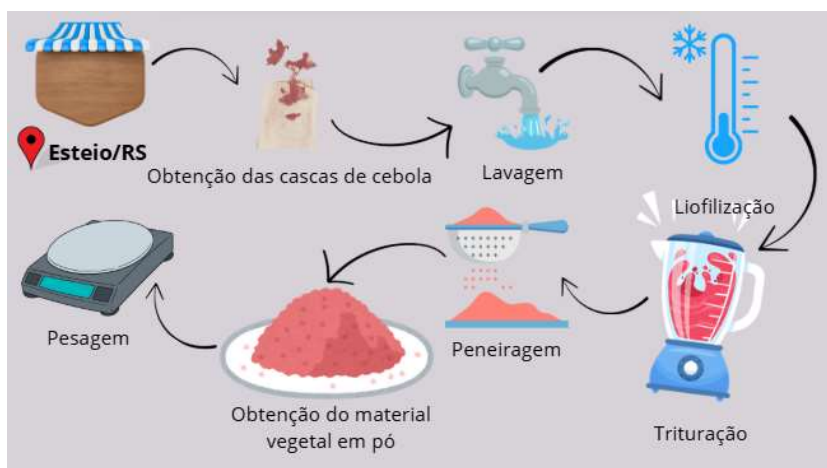 Esteio/RS
Obtenção das cascas de cebola
Lavagem
Liofilização
Trituração
Peneiragem
Obtenção do material
vegetal em pó
Pesagem